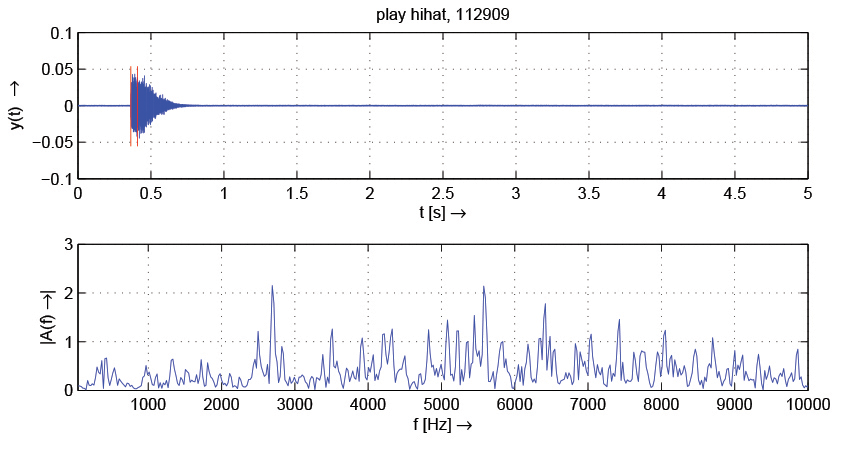 play hihat, 112909
0.1
0.05
0
−0.05
−0.1
y(t) →
0 0.5 1 1.5 2 2.5 3 3.5 4 4.5 5
t [s] →
3
2
1
0
|A(f) →|
1000 2000 3000 4000 5000 6000 7000 8000 9000 10000
f [Hz] →